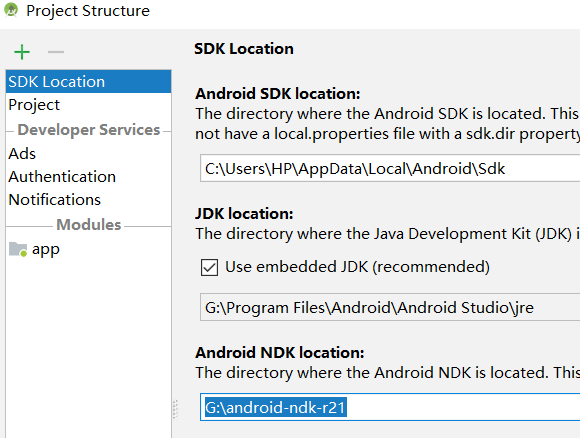 Project Structure
SDK Location
Project
Developer Services
Ads
Authentication
Notifications
Modules
app
SDK Location
Android SDK location:
The directory where the Android SDK is located. This
not have a local.properties file with a sdk.dir property
C:\Users\HP\AppData\Local\Android\Sdk
JDK location:
The directory where the Java Development Kit (JDK) i
Use embedded JDK (recommended)
G:\Program Files\Android\Android Studio\jre
Android NDK location:
The directory where the Android NDK is located. This
G:\android-ndk-r21